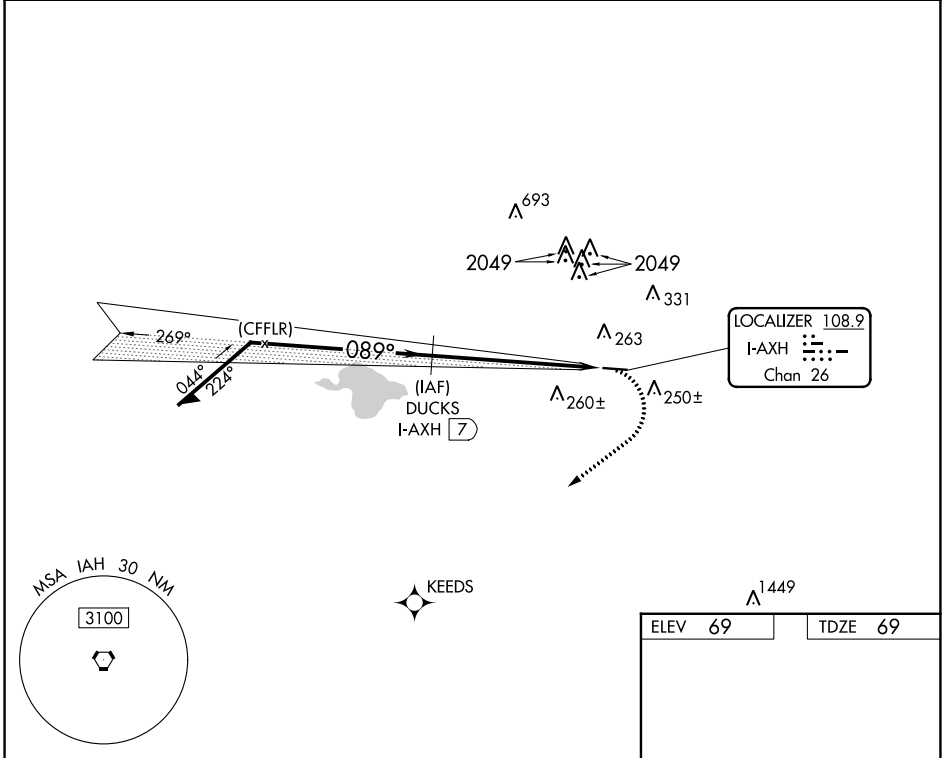 693
2049
2049
331
LOCALIZER 108.9
I-AXH
Chan 26
263
269°
(CFFLR)
089°
044°
224°
(IAF)
DUCKS
I-AXH 7
260±
250±
MSA IAH 30 NM
3100
KEEDS
1449
ELEV 69
TDZE 69